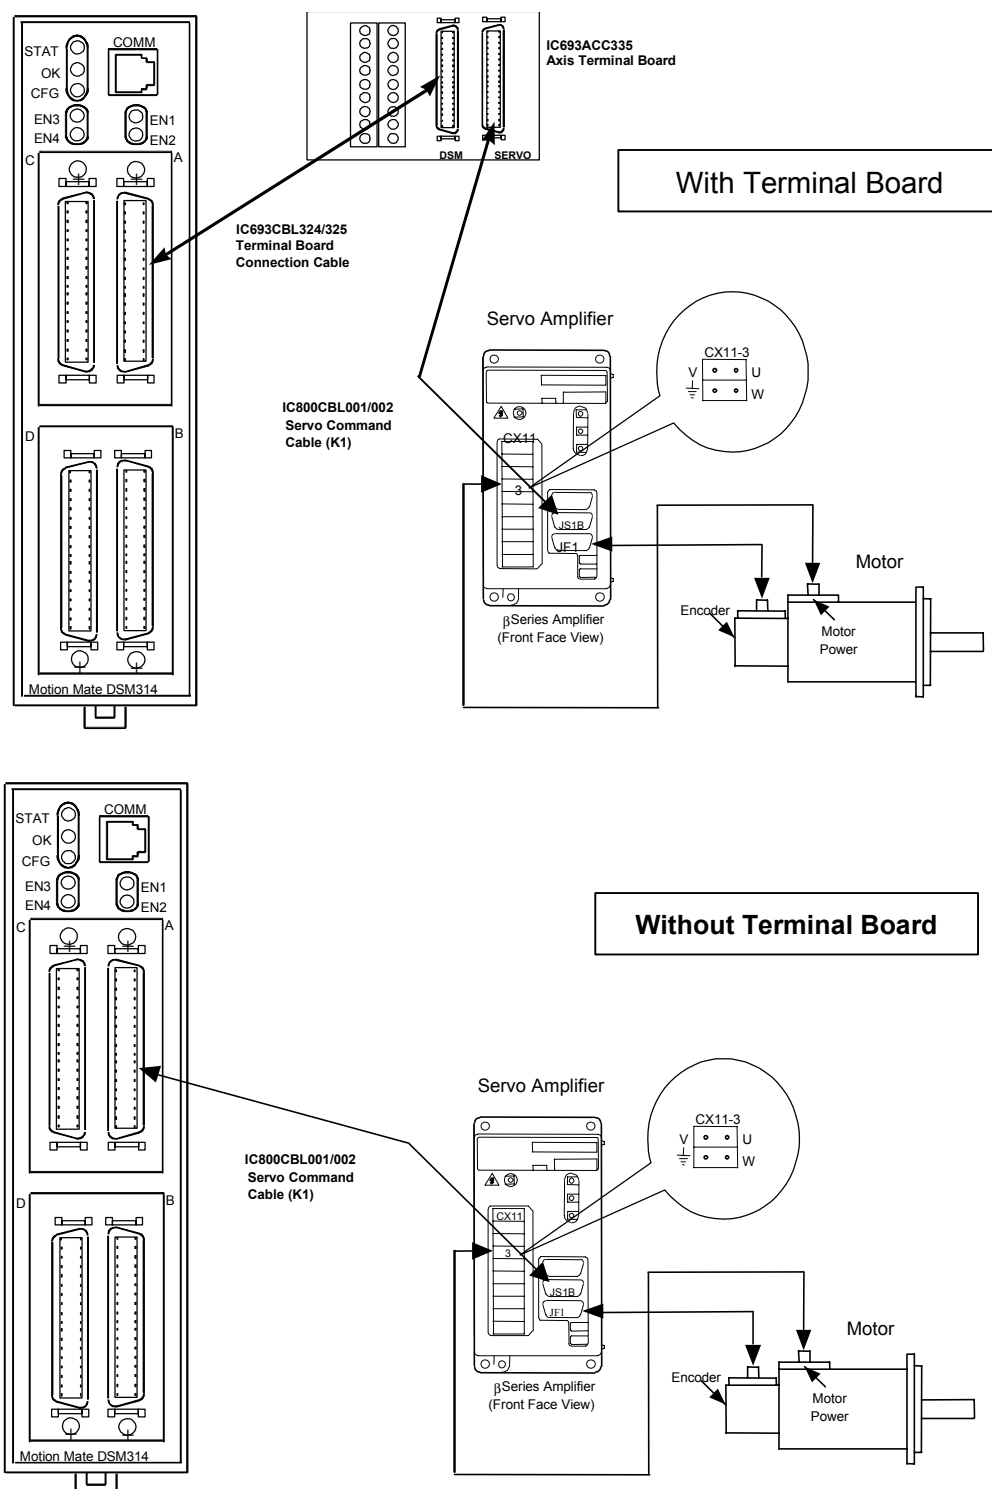 STAT
COMM
OK
CFG
EN3
EN1
EN4
EN2
C
A
D
B
Motion Mate DSM314
IC693ACC335
Axis Terminal Board
DSM
SERVO
With Terminal Board
IC693CBL324/325
Terminal Board
Connection Cable
IC800CBL001/002
Servo Command
Cable (K1)
Servo Amplifier
CX11-3
V
U
W
CX11
3
JS1B
JF1
βSeries Amplifier
(Front Face View)
Motor
Encoder
Motor
Power
STAT
COMM
OK
CFG
EN3
EN1
EN4
EN2
C
A
D
B
Motion Mate DSM314
Without Terminal Board
IC800CBL001/002
Servo Command
Cable (K1)
Servo Amplifier
CX11-3
V
U
W
CX11
3
JS1B
JF1
βSeries Amplifier
(Front Face View)
Motor
Encoder
Motor
Power